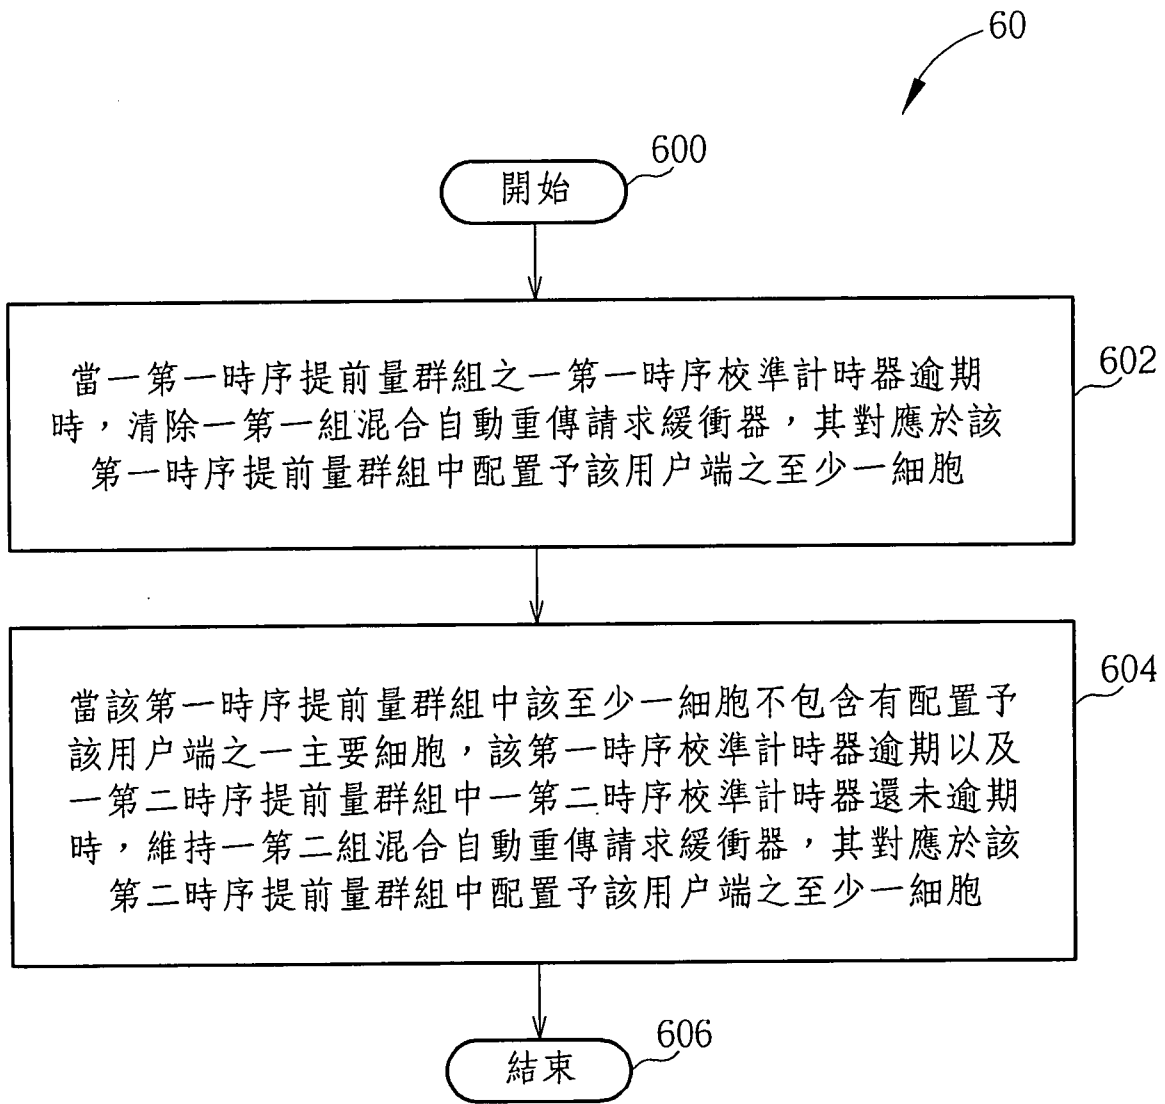 60
開始
600
當一第一時序提前量群組之一第一時序校準計時器逾期
時，清除一第一組混合自動重傳請求緩衝器，其對應於該
第一時序提前量群組中配置予該用户端之至少一細胞
602
當該第一時序提前量群組中該至少一細胞不包含有配置予
該用户端之一主要細胞，該第一時序校準計時器逾期以及
一第二時序提前量群組中一第二時序校準計時器還未逾期
時，維持一第二組混合自動重傳請求緩衝器，其對應於該
第二時序提前量群組中配置予該用户端之至少一細胞
604
結束
606